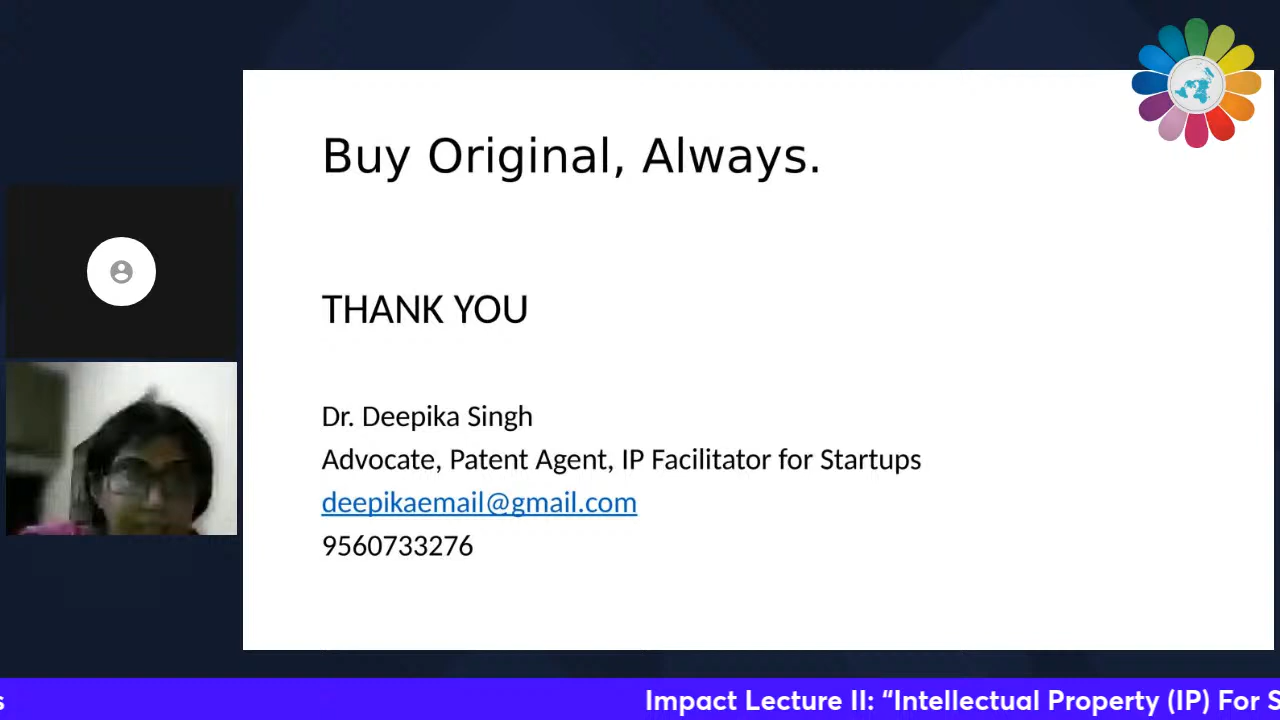 Buy Original, Always.
THANK YOU
Dr. Deepika Singh
Advocate, Patent Agent, IP Facilitator for Startups
deepikaemail@gmail.com
9560733276
s Impact Lecture II: “Intellectual Property (IP) For S